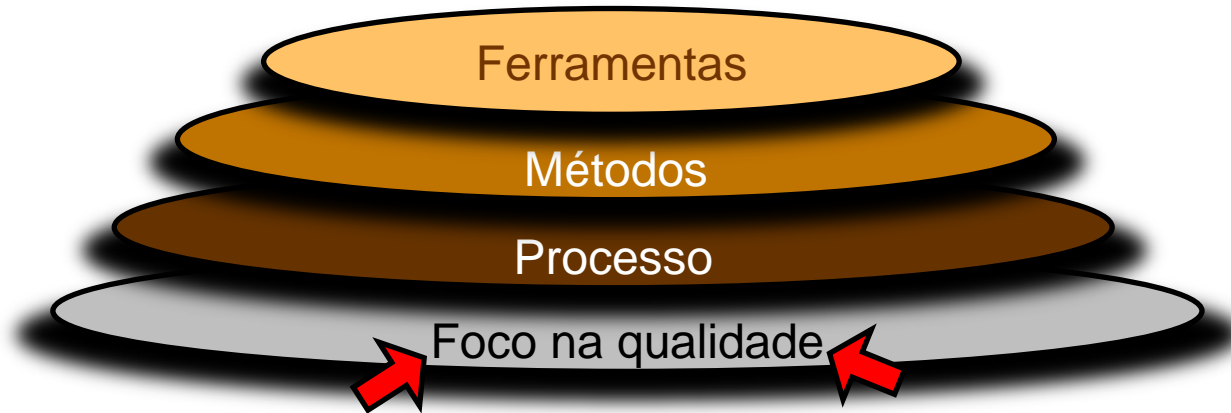 Ferramentas
Métodos
Processo
Foco na qualidade